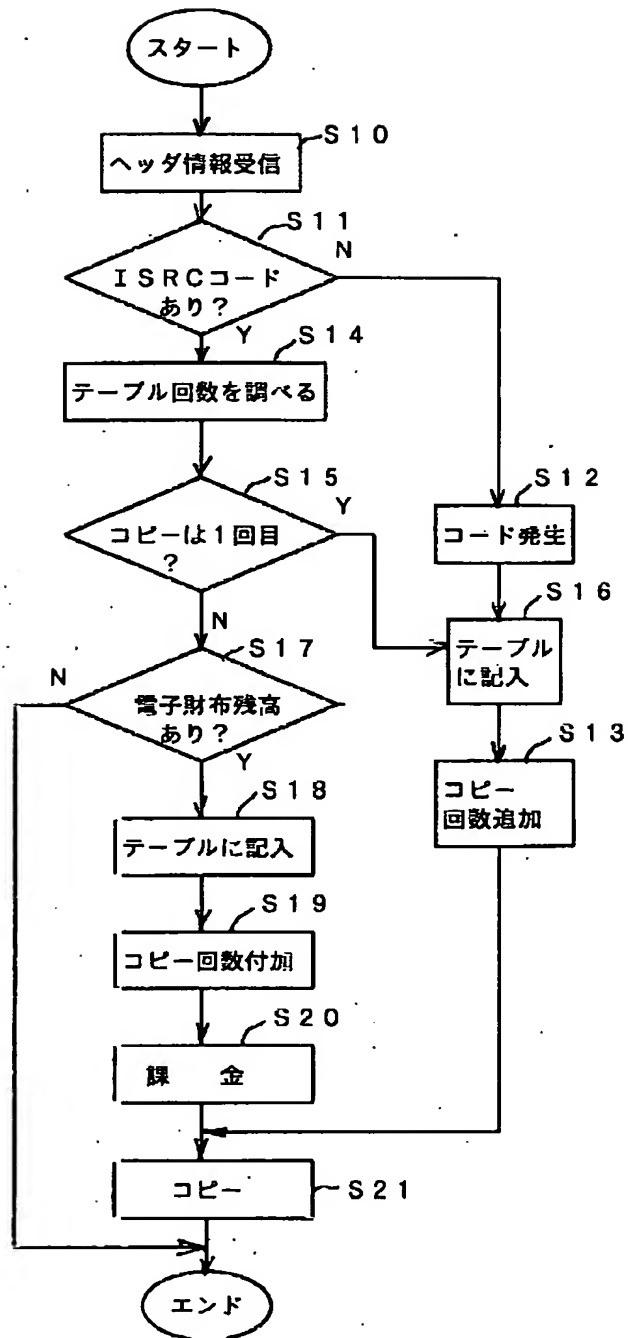 スタート
S10
ヘッダ情報受信
S11
N
ISRCコード
あり?
Y
S14
テーブル回数を調べる
S15
Y
コピーは1回目
?
N
S12
コード発生
S16
テーブル
に記入
S17
N
電子財布残高
あり?
Y
S13
コピー
回数追加
S18
テーブルに記入
S19
コピー回数付加
S20
課 金
コピー
S21
エンド